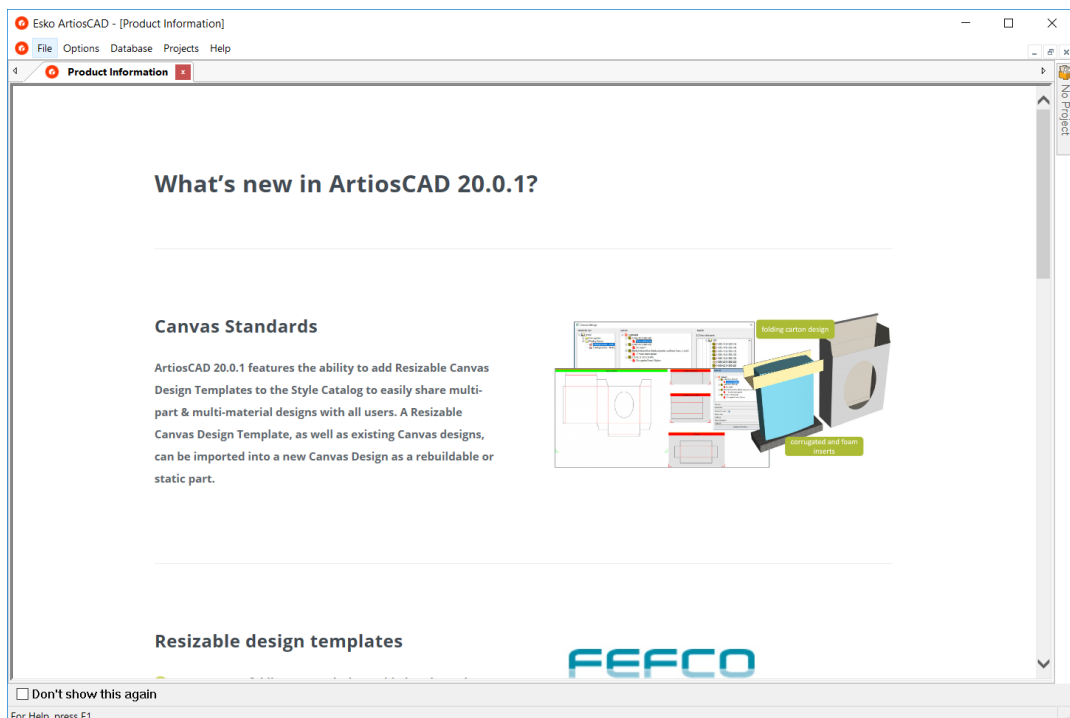 Esko ArtiosCAD - [Product Information]
File Options Database Projects Help
Product Information
No Project
What’s new in ArtiosCAD 20.0.1?
Canvas Standards
ArtiosCAD 20.0.1 features the ability to add Resizable Canvas
Design Templates to the Style Catalog to easily share multi-
part & multi-material designs with all users. A Resizable
Canvas Design Template, as well as existing Canvas designs,
can be imported into a new Canvas Design as a rebuildable or
static part.
folding carton design
corrugated and foam
inserts
Resizable design templates
FEFCO
Don't show this again
For Help, press F1